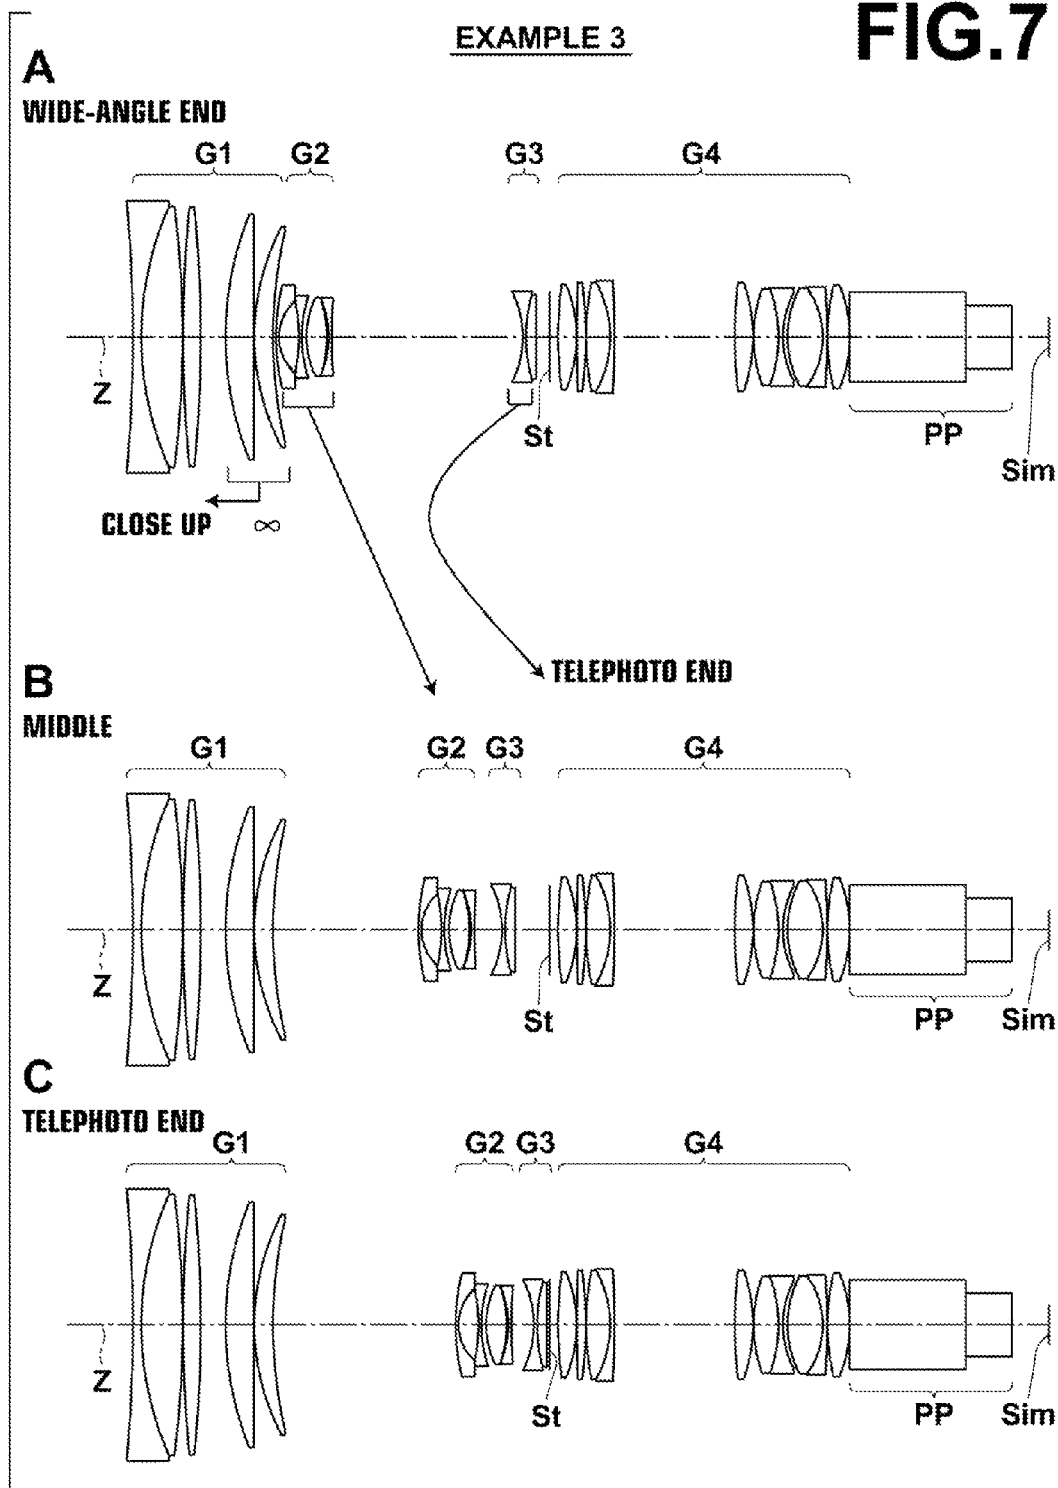 FIG.7
EXAMPLE 3
A
WIDE-ANGLE END
G1 G2 G3 G4
Z
St
PP
Sim
CLOSE UP ∞
TELEPHOTO END
B
MIDDLE
G1 G2 G3 G4
Z
St
PP
Sim
C
TELEPHOTO END
G1 G2 G3 G4
Z
St
PP
Sim